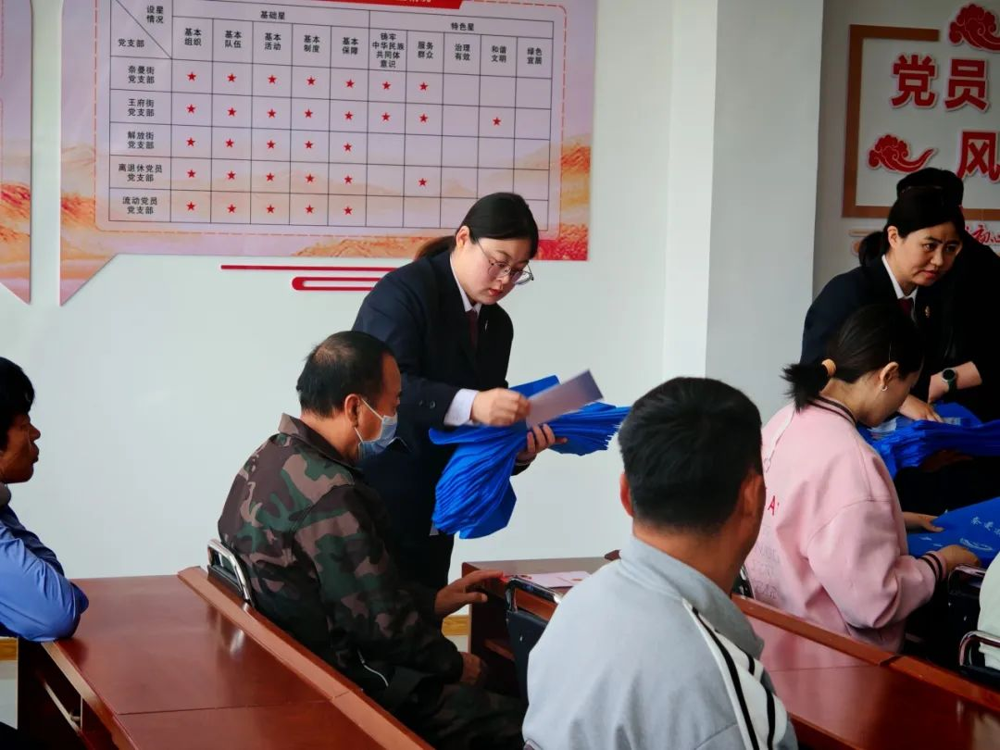 设星
情况
党支部
基础星
特色星
基本
组织
基本
队伍
基本
活动
基本
制度
基本
保障
铸牢
中华民族
共同体
意识
服务
群众
治理
有效
和谐
文明
绿色
宜居
奈曼街
党支部
★ ★ ★ ★ ★ ★ ★
王府街
党支部
★ ★ ★ ★ ★ ★ ★ ★
解放街
党支部
★ ★ ★ ★ ★
离退休党员
党支部
★ ★ ★ ★ ★ ★
流动党员
党支部
★ ★ ★ ★ ★
党员
风
初心